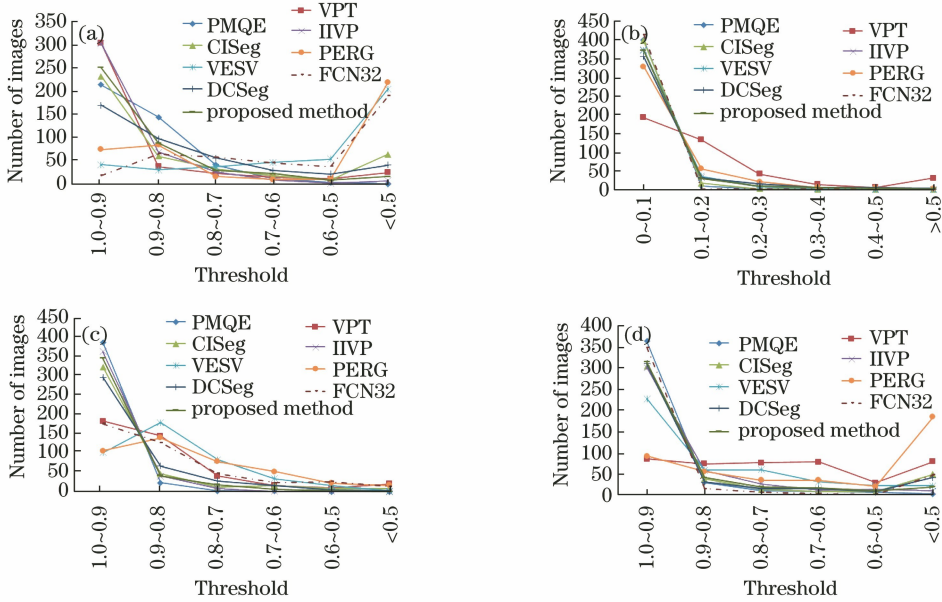 (a)
Number of images
350
300
250
200
150
100
50
0
PMQE
CISeg
VESV
DCSeg
proposed method
VPT
IIVP
PERG
FCN32
1.0~0.9
0.9~0.8
0.8~0.7
0.7~0.6
0.6~0.5
<0.5
Threshold
(b)
Number of images
450
400
350
300
250
200
150
100
50
0
PMQE
CISeg
VESV
DCSeg
proposed method
VPT
IIVP
PERG
FCN32
0~0.1
0.1~0.2
0.2~0.3
0.3~0.4
0.4~0.5
>0.5
Threshold
(c)
Number of images
450
400
350
300
250
200
150
100
50
0
PMQE
CISeg
VESV
DCSeg
proposed method
VPT
IIVP
PERG
FCN32
1.0~0.9
0.9~0.8
0.8~0.7
0.7~0.6
0.6~0.5
<0.5
Threshold
(d)
Number of images
400
350
300
250
200
150
100
50
0
PMQE
CISeg
VESV
DCSeg
proposed method
VPT
IIVP
PERG
FCN32
1.0~0.9
0.9~0.8
0.8~0.7
0.7~0.6
0.6~0.5
<0.5
Threshold